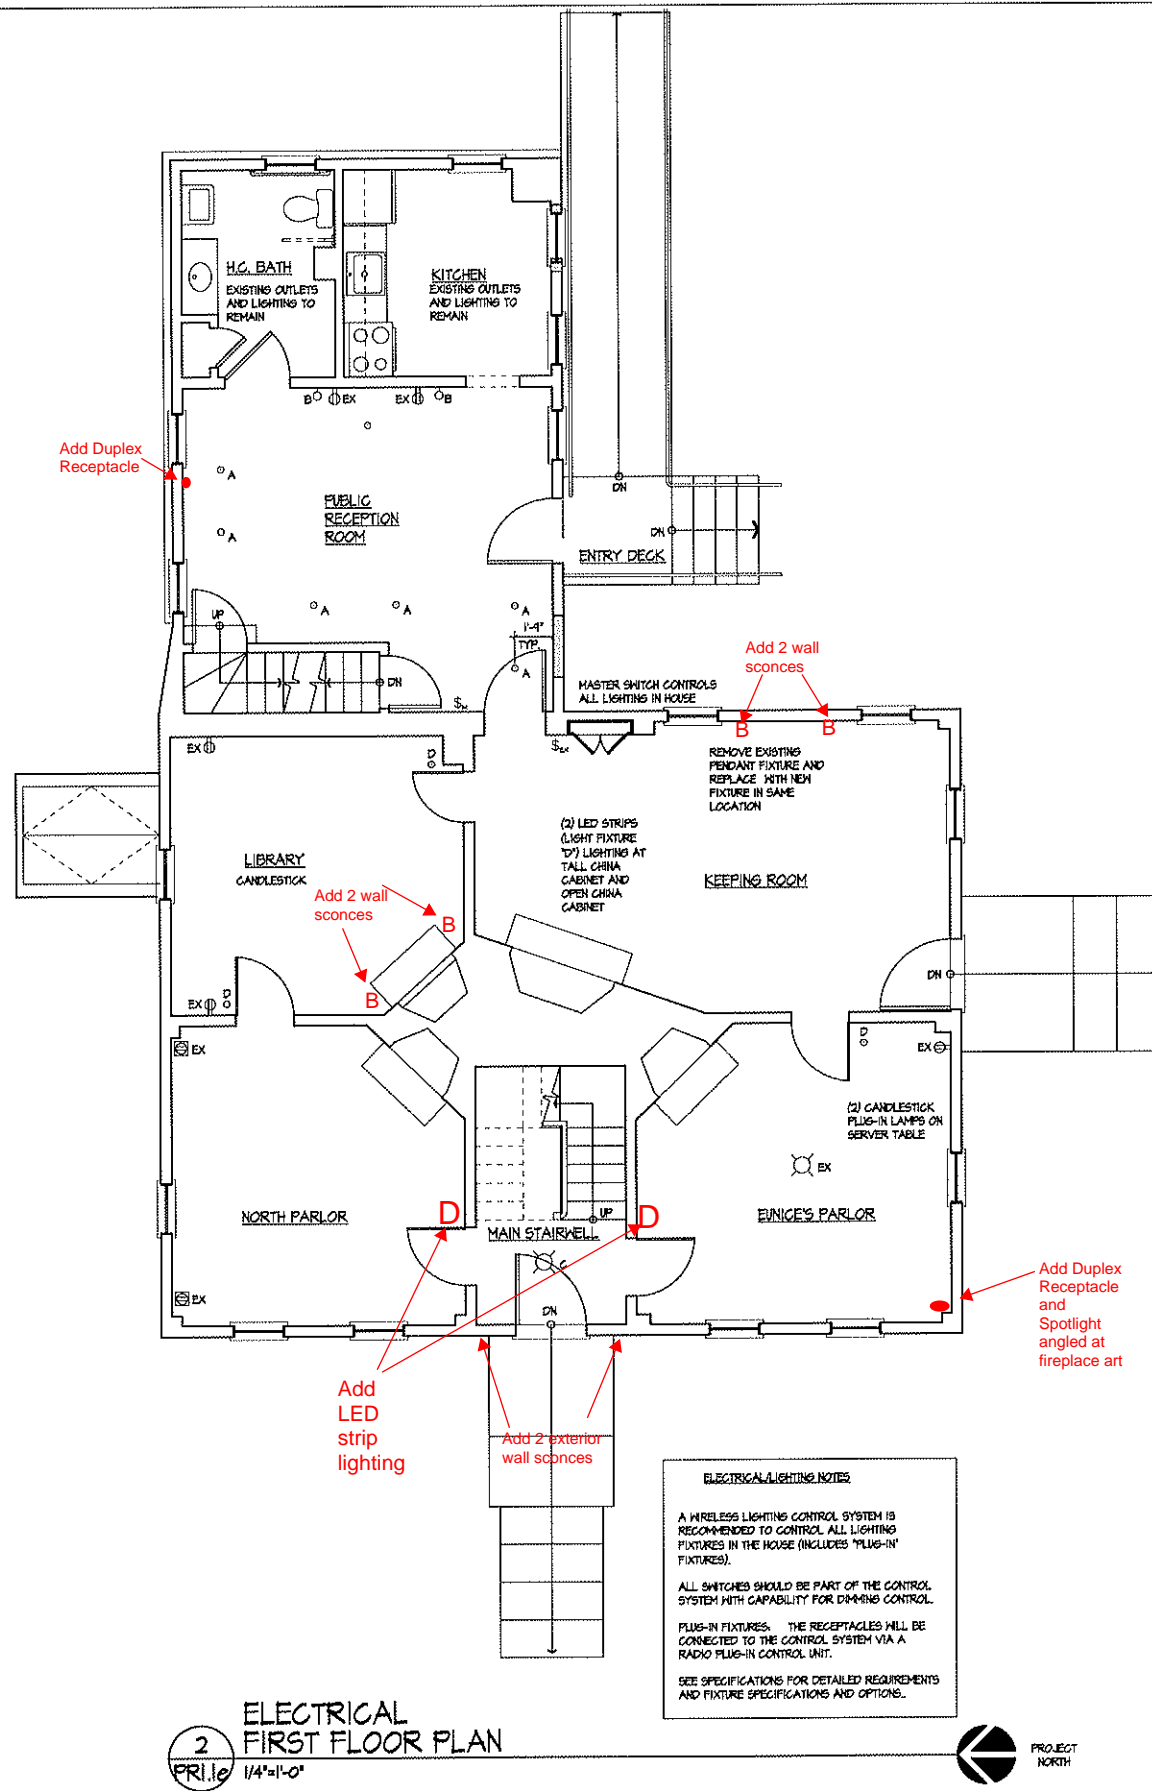 H.C. BATH
EXISTING OUTLETS
AND LIGHTING TO
REMAIN
KITCHEN
EXISTING OUTLETS
AND LIGHTING TO
REMAIN
B
EX
EX
B
Add Duplex
Receptacle
A
PUBLIC
RECEPTION
ROOM
A
DN
DN
ENTRY DECK
A
A
A
UP
1'-4"
TYP.
A
DN
MASTER SWITCH CONTROLS
ALL LIGHTING IN HOUSE
Add 2 wall
sconces
B
B
EX
D
REMOVE EXISTING
PENDANT FIXTURE AND
REPLACE WITH NEW
FIXTURE IN SAME
LOCATION
(2) LED STRIPS
(LIGHT FIXTURE
"D") LIGHTING AT
TALL CHINA
CABINET AND
OPEN CHINA
CABINET
LIBRARY
CANDLESTICK
KEEPING ROOM
Add 2 wall
sconces
B
B
DN
EX
D
EX
D
EX
(2) CANDLESTICK
PLUG-IN LAMPS ON
SERVER TABLE
EX
NORTH PARLOR
D
UP
D
MAIN STAIRWELL
EUNICE'S PARLOR
C
EX
DN
Add Duplex
Receptacle
and
Spotlight
angled at
fireplace art
Add
LED
strip
lighting
Add 2 exterior
wall sconces
ELECTRICAL/LIGHTING NOTES
A WIRELESS LIGHTING CONTROL SYSTEM IS
RECOMMENDED TO CONTROL ALL LIGHTING
FIXTURES IN THE HOUSE (INCLUDES "PLUG-IN"
FIXTURES).
ALL SWITCHES SHOULD BE PART OF THE CONTROL
SYSTEM WITH CAPABILITY FOR DIMMING CONTROL.
PLUG-IN FIXTURES. THE RECEPTACLES WILL BE
CONNECTED TO THE CONTROL SYSTEM VIA A
RADIO PLUG-IN CONTROL UNIT.
SEE SPECIFICATIONS FOR DETAILED REQUIREMENTS
AND FIXTURE SPECIFICATIONS AND OPTIONS.
2
PR1.1e
ELECTRICAL
FIRST FLOOR PLAN
1/4"=1'-0"
PROJECT
NORTH